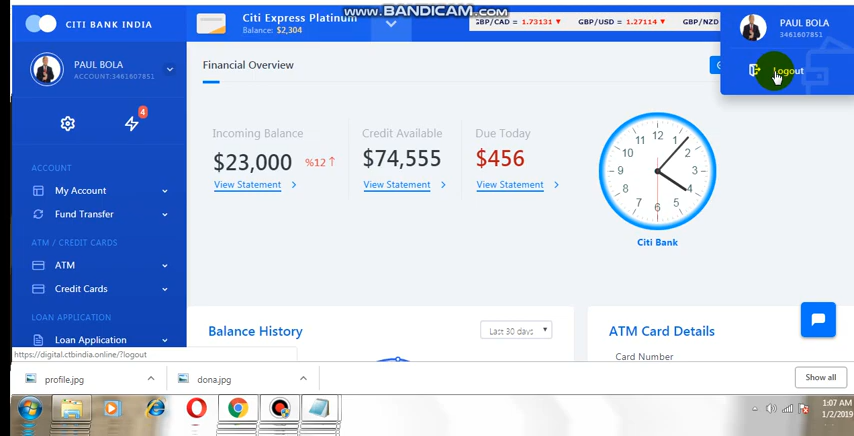 www.BANDICAM.com
CITI BANK INDIA
Citi Express Platinum
Balance: $2,304
GBP/CAD = 1.73131 ▼ GBP/USD = 1.27114 ▼ GBP/NZD
PAUL BOLA
3461607851
Logout
PAUL BOLA
ACCOUNT:3461607851
4
ACCOUNT
My Account
Fund Transfer
ATM / CREDIT CARDS
ATM
Credit Cards
LOAN APPLICATION
Loan Application
Financial Overview
Incoming Balance
$23,000 %12 ↑
View Statement >
Credit Available
$74,555
View Statement >
Due Today
$456
View Statement >
12 1 2 3 4 5 6 7 8 9 10 11
Citi Bank
Balance History
Last 30 days
ATM Card Details
Card Number
https://digital.ctbindia.online/?logout
profile.jpg
dona.jpg
Show all
1:07 AM
1/2/2019